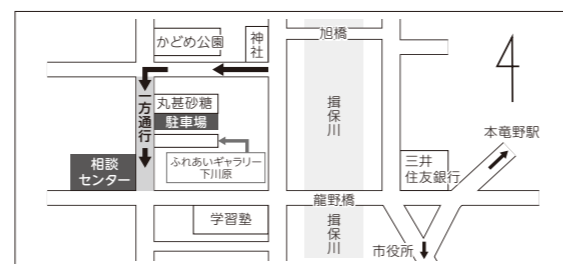 かどめ公園
神社
旭橋
一方通行
丸甚砂糖
駐車場
揖保川
本竜野駅
相談
センター
ふれあいギャラリー
下川原
三井
住友銀行
龍野橋
学習塾
揖保川
市役所
4